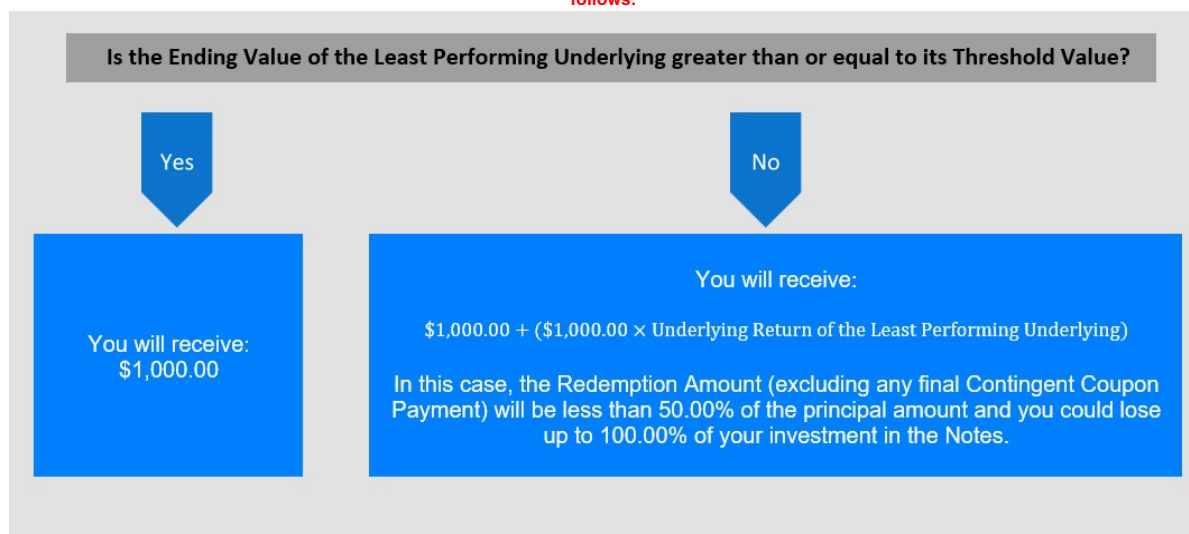 follows:
Is the Ending Value of the Least Performing Underlying greater than or equal to its Threshold Value?
Yes
No
You will receive:
$1,000.00
You will receive:
$1,000.00 + ($1,000.00 × Underlying Return of the Least Performing Underlying)
In this case, the Redemption Amount (excluding any final Contingent Coupon
Payment) will be less than 50.00% of the principal amount and you could lose
up to 100.00% of your investment in the Notes.